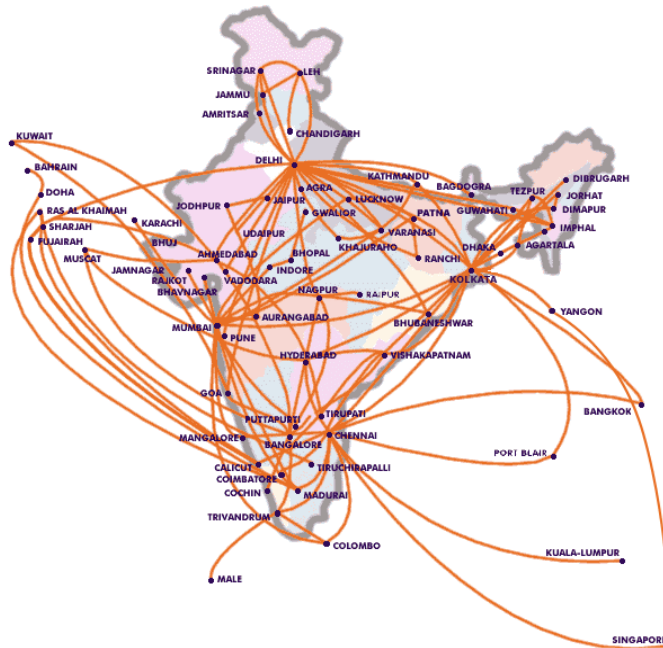 SRINAGAR
LEH
JAMMU
AMRITSAR
CHANDIGARH
KUWAIT
DELHI
BAHRAIN
KATHMANDU
DIBRUGARH
BAGDOGRA
TEZPUR
DOHA
AGRA
JORHAT
JAIPUR
LUCKNOW
JODHPUR
RAS AL KHAIMAH
GWALIOR
PATNA
GUWAHATI
DIMAPUR
KARACHI
SHARJAH
IMPHAL
UDAIPUR
VARANASI
FUJAIRAH
BHUJ
KHAJURAHO
DHAKA
AGARTALA
MUSCAT
AHMEDABAD
BHOPAL
RANCHI
JAMNAGAR
INDORE
RAJKOT
VADODARA
KOLKATA
BHAVNAGAR
NAGPUR
RAIPUR
YANGON
AURANGABAD
MUMBAI
BHUBANESHWAR
PUNE
HYDERABAD
VISHAKAPATNAM
GOA
BANGKOK
PUTTAPURTI
TIRUPATI
MANGALORE
BANGALORE
CHENNAI
PORT BLAIR
CALICUT
TIRUCHIRAPALLI
COIMBATORE
COCHIN
MADURAI
TRIVANDRUM
COLOMBO
KUALA-LUMPUR
MALE
SINGAPORE